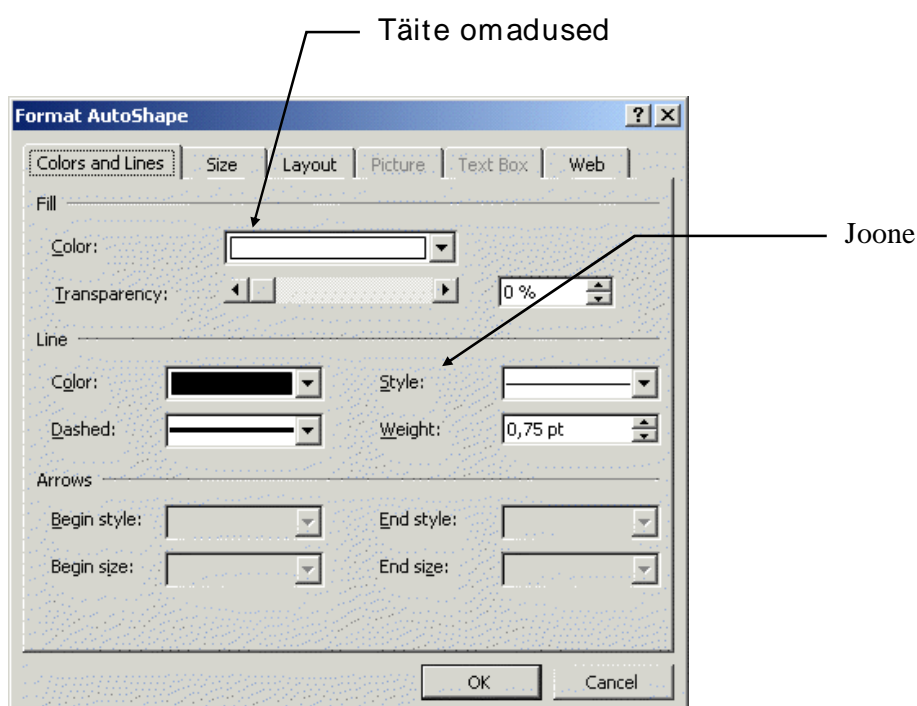 Täite omadused
Format AutoShape
Colors and Lines Size Layout Picture Text Box Web
Fill
Color:
Joone
Transparency: 0 %
Line
Color: Style:
Dashed: Weight: 0,75 pt
Arrows
Begin style: End style:
Begin size: End size:
OK Cancel